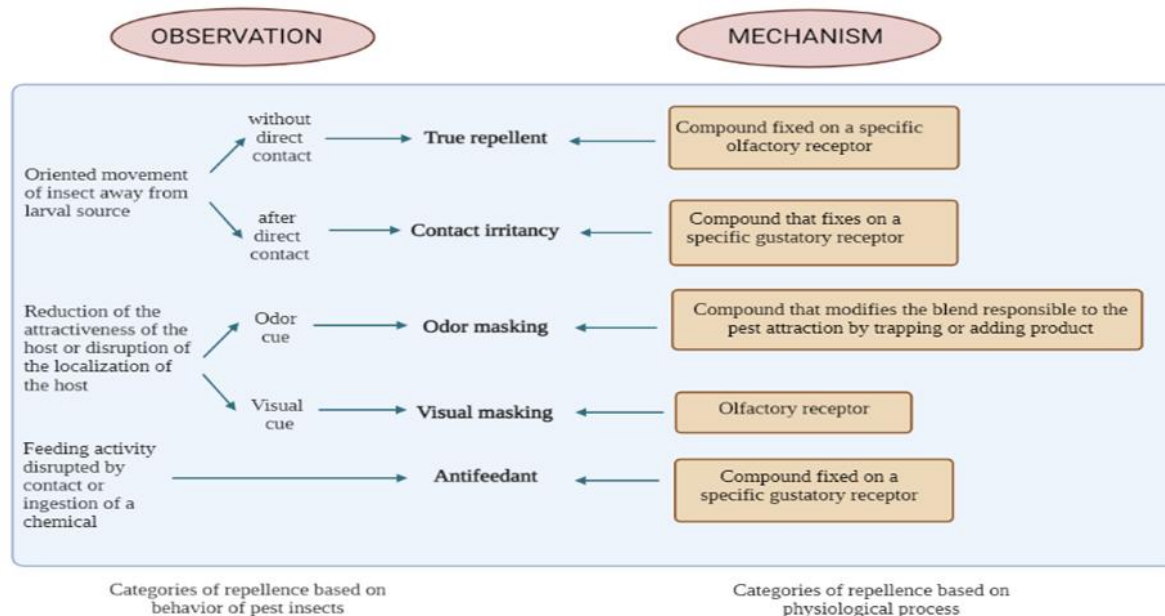 OBSERVATION
MECHANISM
Oriented movement
of insect away from
larval source
without
direct
contact
True repellent
Compound fixed on a specific
olfactory receptor
after
direct
contact
Contact irritancy
Compound that fixes on a
specific gustatory receptor
Reduction of the
attractiveness of the
host or disruption of
the localization of
the host
Odor
cue
Odor masking
Compound that modifies the blend responsible to the
pest attraction by trapping or adding product
Visual
cue
Visual masking
Olfactory receptor
Feeding activity
disrupted by
contact or
ingestion of a
chemical
Antifeedant
Compound fixed on a
specific gustatory receptor
Categories of repellence based on
behavior of pest insects
Categories of repellence based on
physiological process